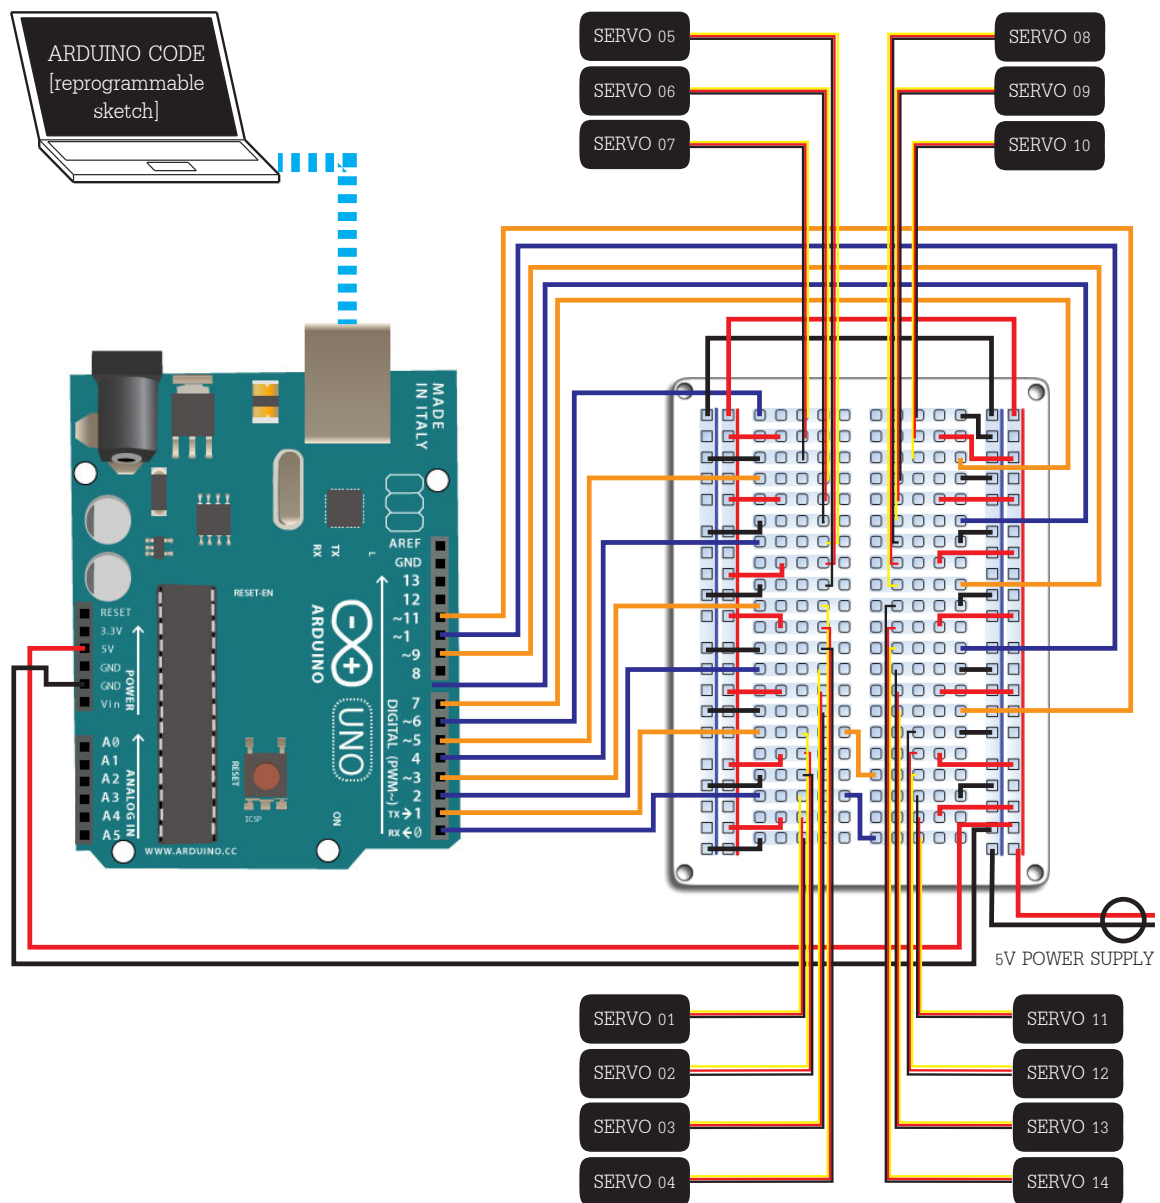 ARDUINO CODE
[reprogrammable
sketch]
SERVO 05
SERVO 06
SERVO 07
SERVO 08
SERVO 09
SERVO 10
MADE
IN ITALY
RX
TX
L
RESET-EN
AREF
GND
13
12
~11
~1
~9
8
7
~6
~5
4
~3
2
TX→1
RX←0
DIGITAL (PWM~)
ARDUINO
UNO
RESET
3.3V
5V
GND
GND
Vin
POWER
A0
A1
A2
A3
A4
A5
ANALOG IN
RESET
ICSP
ON
WWW.ARDUINO.CC
5V POWER SUPPLY
SERVO 01
SERVO 02
SERVO 03
SERVO 04
SERVO 11
SERVO 12
SERVO 13
SERVO 14